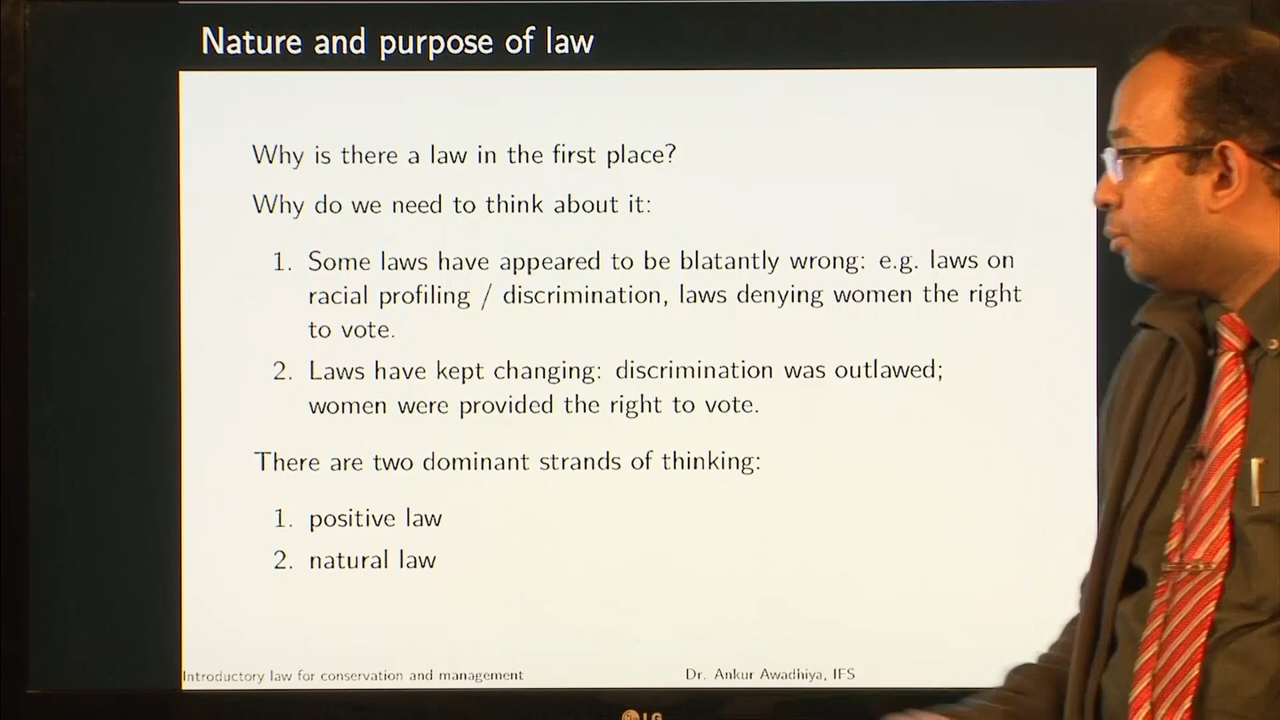 Nature and purpose of law
Why is there a law in the first place?
Why do we need to think about it:
1. Some laws have appeared to be blatantly wrong: e.g. laws on
racial profiling / discrimination, laws denying women the right
to vote.
2. Laws have kept changing: discrimination was outlawed;
women were provided the right to vote.
There are two dominant strands of thinking:
1. positive law
2. natural law
Introductory law for conservation and management
Dr. Ankur Awadhiya, IFS
LG